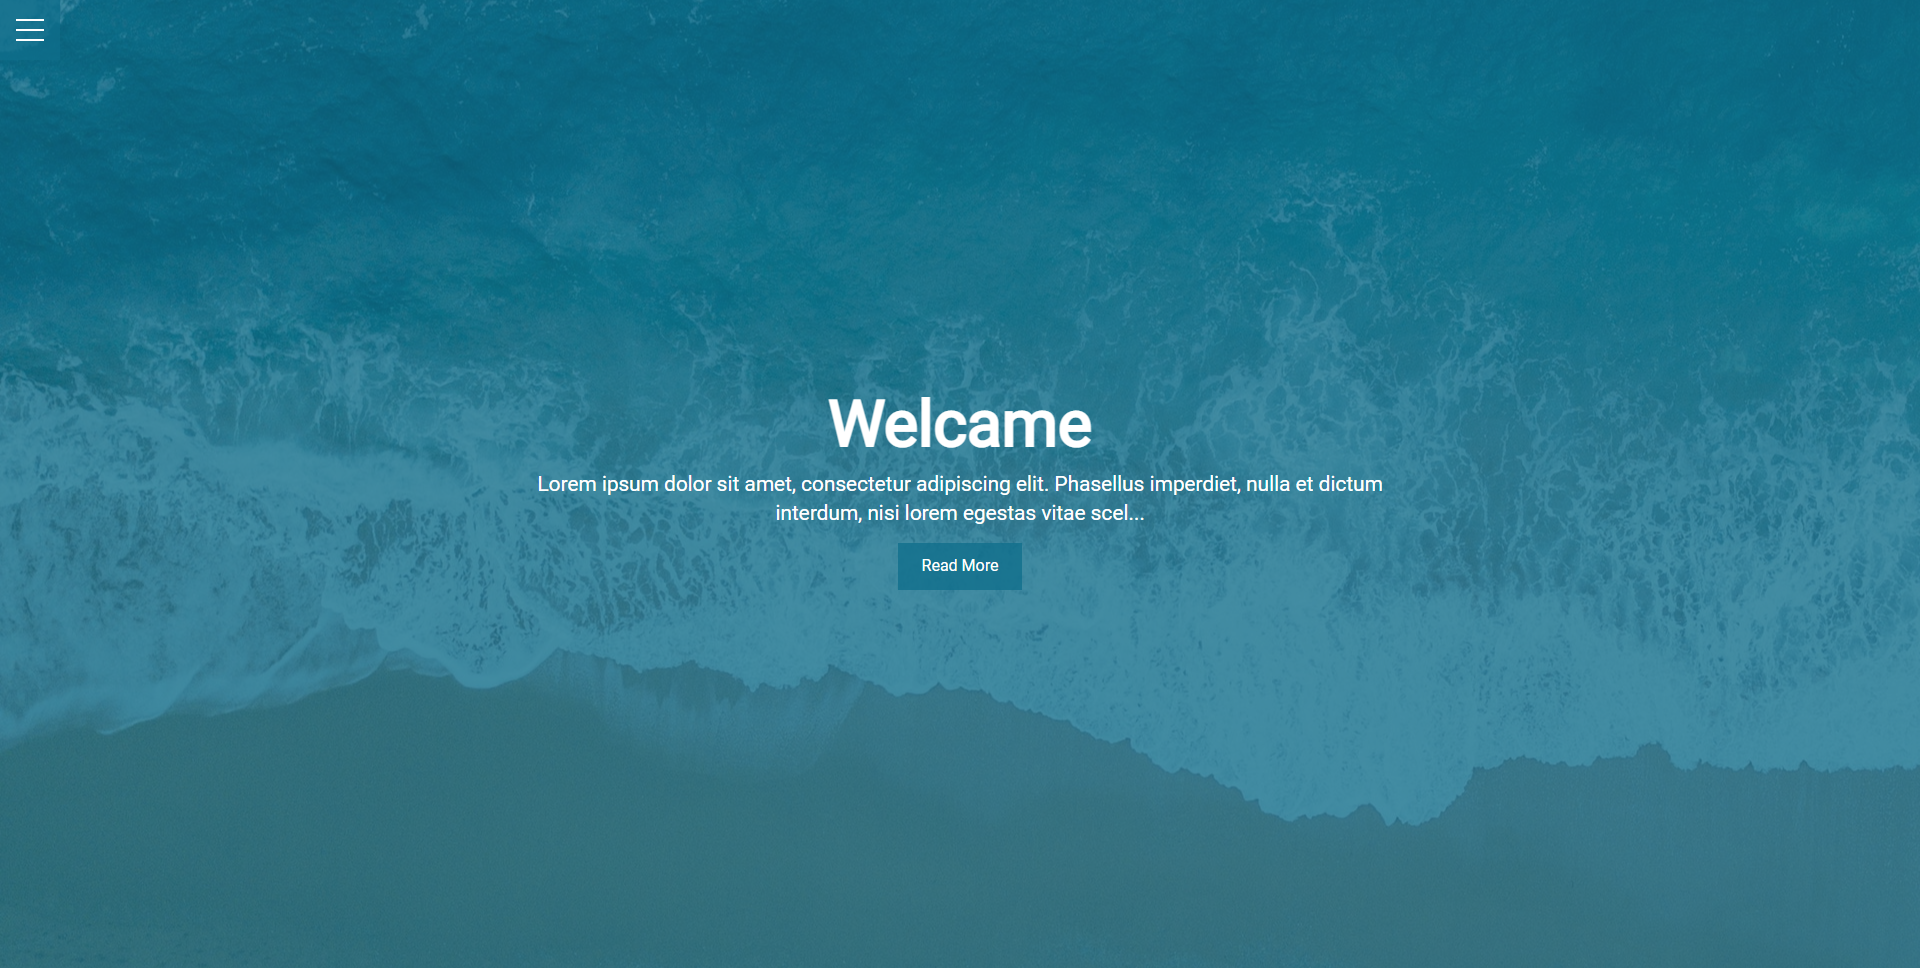 Welcame
Lorem ipsum dolor sit amet, consectetur adipiscing elit. Phasellus imperdiet, nulla et dictum
interdum, nisi lorem egestas vitae scel...
Read More